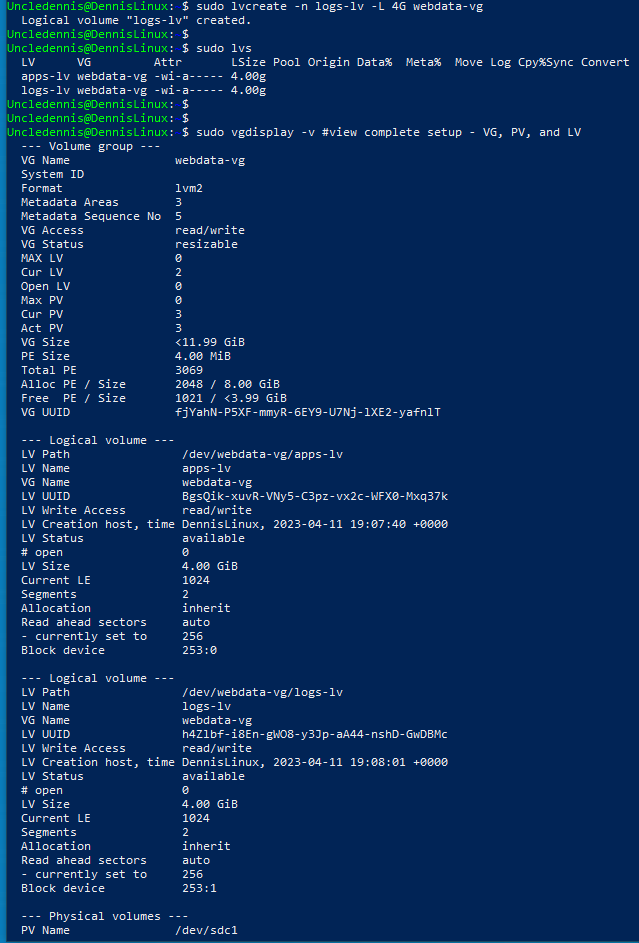 Uncledennis@DennisLinux:~$ sudo lvcreate -n logs-lv -L 4G webdata-vg
  Logical volume "logs-lv" created.
Uncledennis@DennisLinux: $
Uncledennis@DennisLinux: $ sudo lvs
  LV      VG         Attr       LSize Pool Origin Data%  Meta%  Move Log Cpy%Sync Convert
  apps-lv webdata-vg -wi-a----- 4.00g
  logs-lv webdata-vg -wi-a----- 4.00g
Uncledennis@DennisLinux: $
Uncledennis@DennisLinux: $
Uncledennis@DennisLinux: $ sudo vgdisplay -v #view complete setup - VG, PV, and LV
  --- Volume group ---
  VG Name               webdata-vg
  System ID
  Format                lvm2
  Metadata Areas        3
  Metadata Sequence No  5
  VG Access             read/write
  VG Status             resizable
  MAX LV                0
  Cur LV                2
  Open LV               0
  Max PV                0
  Cur PV                3
  Act PV                3
  VG Size               <11.99 GiB
  PE Size               4.00 MiB
  Total PE              3069
  Alloc PE / Size       2048 / 8.00 GiB
  Free  PE / Size       1021 / <3.99 GiB
  VG UUID               fjYahN-P5XF-mmyR-6EY9-U7Nj-lXE2-yafnlT

  --- Logical volume ---
  LV Path                /dev/webdata-vg/apps-lv
  LV Name                apps-lv
  VG Name                webdata-vg
  LV UUID                BgsQik-xuvR-VNy5-C3pz-vx2c-WFX0-Mxq37k
  LV Write Access        read/write
  LV Creation host, time DennisLinux, 2023-04-11 19:07:40 +0000
  LV Status              available
  # open                 0
  LV Size                4.00 GiB
  Current LE             1024
  Segments               2
  Allocation             inherit
  Read ahead sectors     auto
  - currently set to     256
  Block device           253:0

  --- Logical volume ---
  LV Path                /dev/webdata-vg/logs-lv
  LV Name                logs-lv
  VG Name                webdata-vg
  LV UUID                h4Zlbf-i8En-gWO8-y3Jp-aA44-nshD-GwDBMc
  LV Write Access        read/write
  LV Creation host, time DennisLinux, 2023-04-11 19:08:01 +0000
  LV Status              available
  # open                 0
  LV Size                4.00 GiB
  Current LE             1024
  Segments               2
  Allocation             inherit
  Read ahead sectors     auto
  - currently set to     256
  Block device           253:1

  --- Physical volumes ---
  PV Name               /dev/sdc1